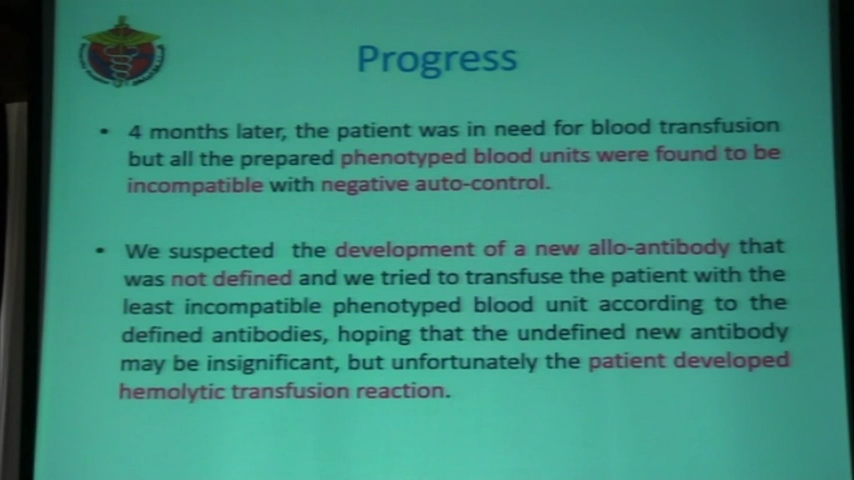 Progress
• 4 months later, the patient was in need for blood transfusion
but all the prepared phenotyped blood units were found to be
incompatible with negative auto-control.
• We suspected the development of a new allo-antibody that
was not defined and we tried to transfuse the patient with the
least incompatible phenotyped blood unit according to the
defined antibodies, hoping that the undefined new antibody
may be insignificant, but unfortunately the patient developed
hemolytic transfusion reaction.